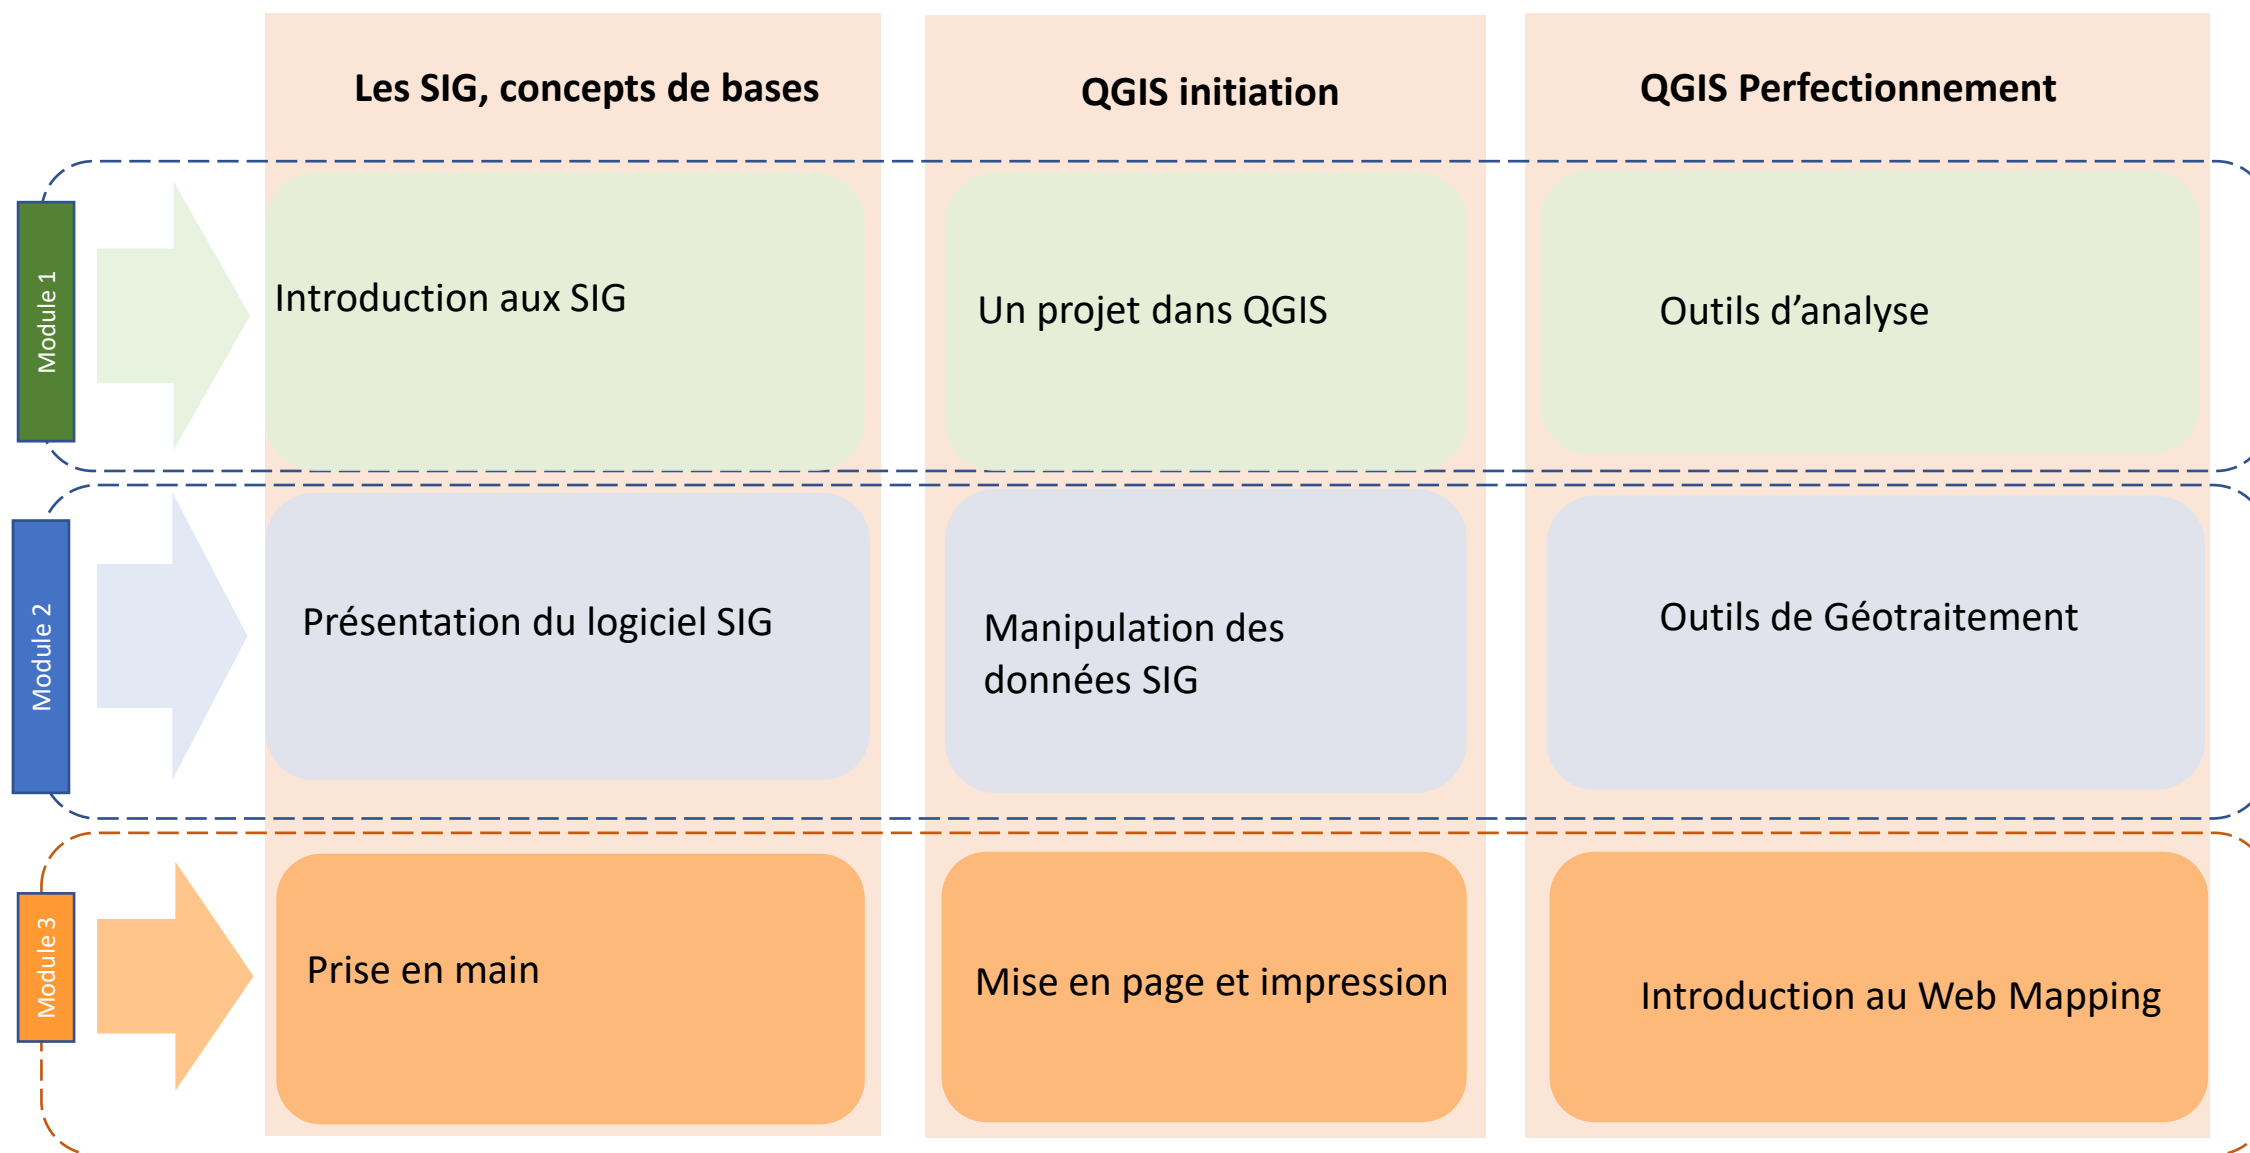 Les SIG, concepts de bases
QGIS initiation
QGIS Perfectionnement
Module 1
Introduction aux SIG
Un projet dans QGIS
Outils d’analyse
Module 2
Présentation du logiciel SIG
Manipulation des
données SIG
Outils de Géotraitement
Module 3
Prise en main
Mise en page et impression
Introduction au Web Mapping